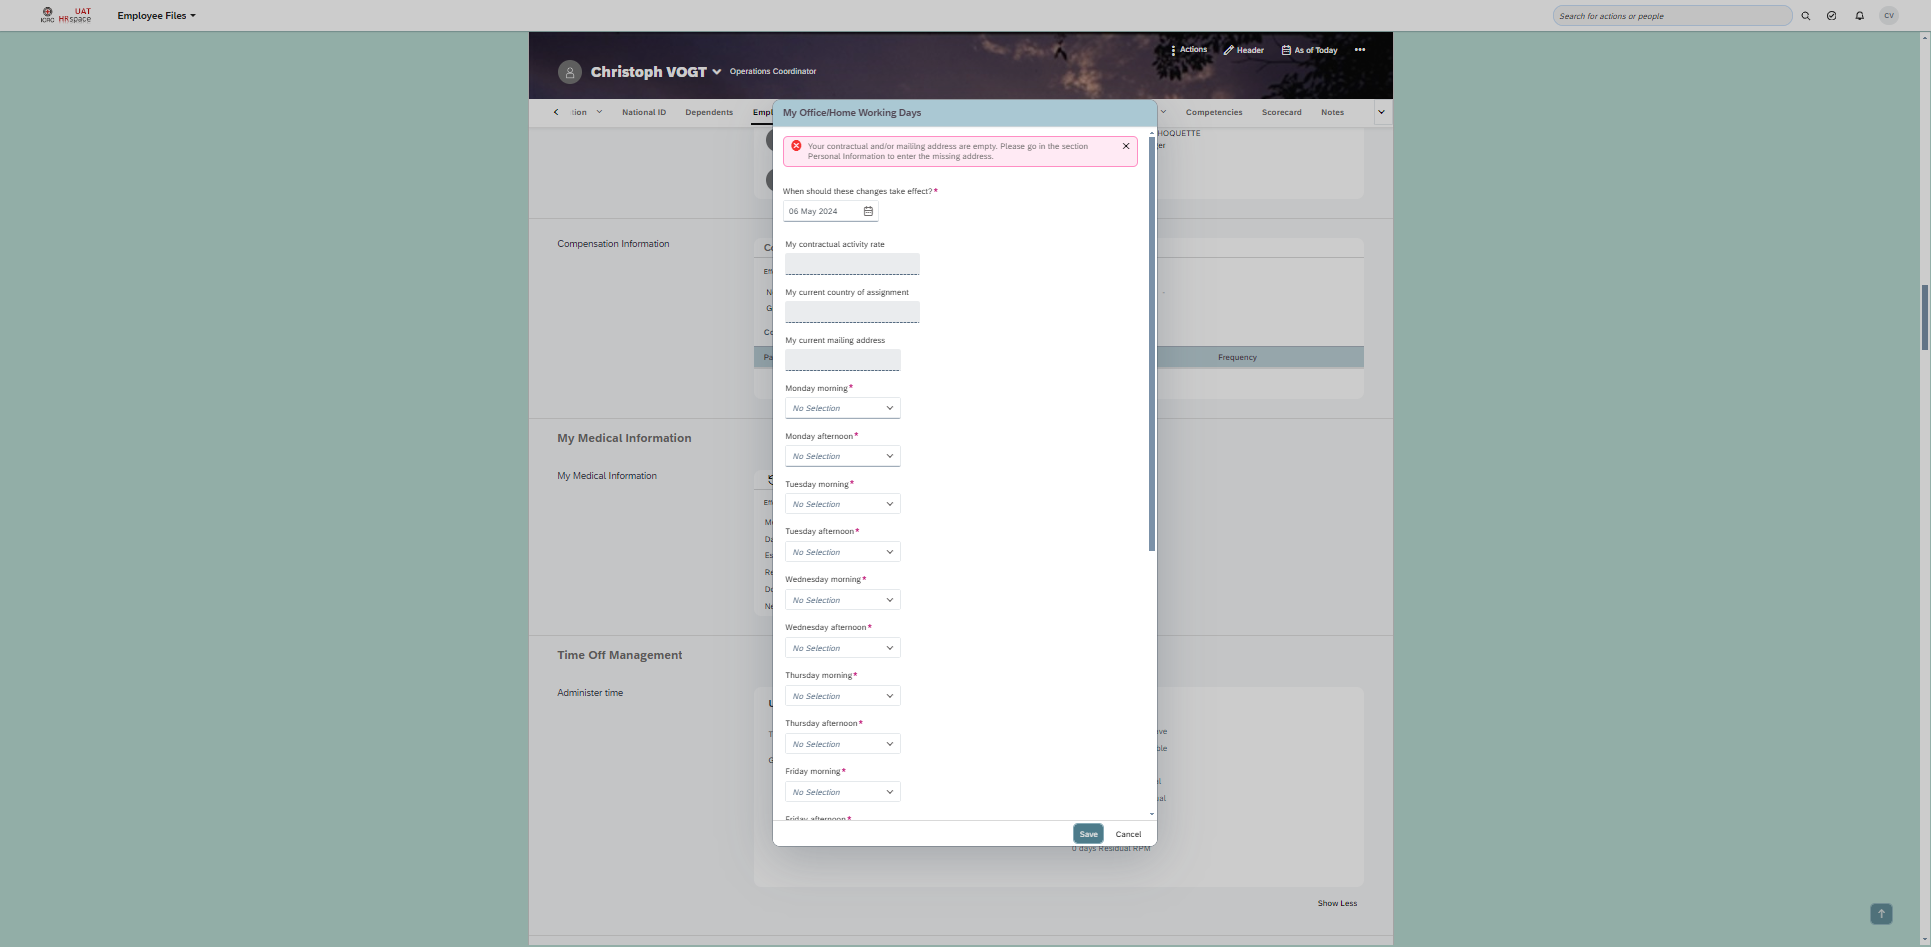 ICRC
UAT
HRspace
Employee Files
Search for actions or people
CV
Actions
Header
As of Today
Christoph VOGT
Operations Coordinator
National ID
Dependents
Competencies
Scorecard
Notes
My Office/Home Working Days
Your contractual and/or mailing address are empty. Please go in the section
Personal Information to enter the missing address.
When should these changes take effect?*
06 May 2024
My contractual activity rate
My current country of assignment
My current mailing address
Monday morning*
No Selection
Monday afternoon*
No Selection
Tuesday morning*
No Selection
Tuesday afternoon*
No Selection
Wednesday morning*
No Selection
Wednesday afternoon*
No Selection
Thursday morning*
No Selection
Thursday afternoon*
No Selection
Friday morning*
No Selection
Friday afternoon*
Save
Cancel
HOQUETTE
Compensation Information
Frequency
My Medical Information
My Medical Information
Time Off Management
Administer time
0 days Residual RPM
Show Less